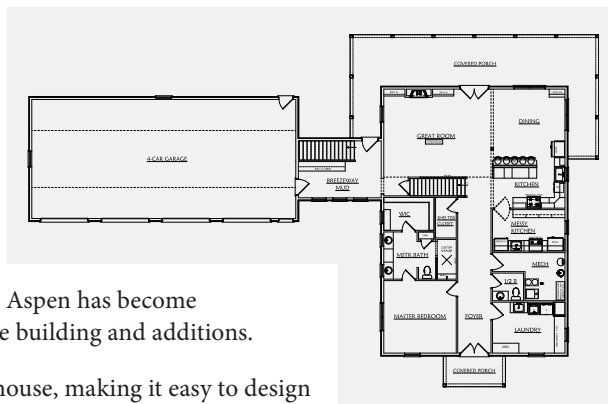 COVERED PORCH
GREAT ROOM
DINING
4-CAR GARAGE
BREEZEWAY
MUD
KITCHEN
MESSY
KITCHEN
WIC
MSTR BATH
MECH
1/2 B
MASTER BEDROOM
FOYER
LAUNDRY
COVERED PORCH
Aspen has become
e building and additions.
house, making it easy to design